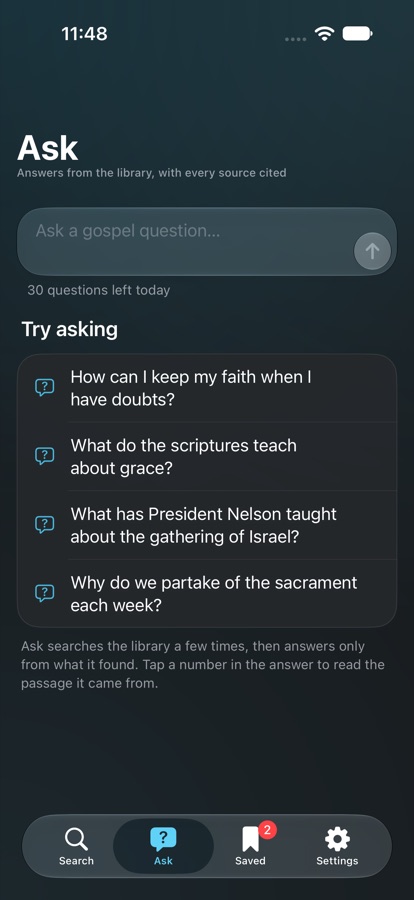 11:48
Ask
Answers from the library, with every source cited
Ask a gospel question...
30 questions left today
Try asking
How can I keep my faith when I
have doubts?
What do the scriptures teach
about grace?
What has President Nelson taught
about the gathering of Israel?
Why do we partake of the sacrament
each week?
Ask searches the library a few times, then answers only
from what it found. Tap a number in the answer to read the
passage it came from.
2
Search Ask Saved Settings